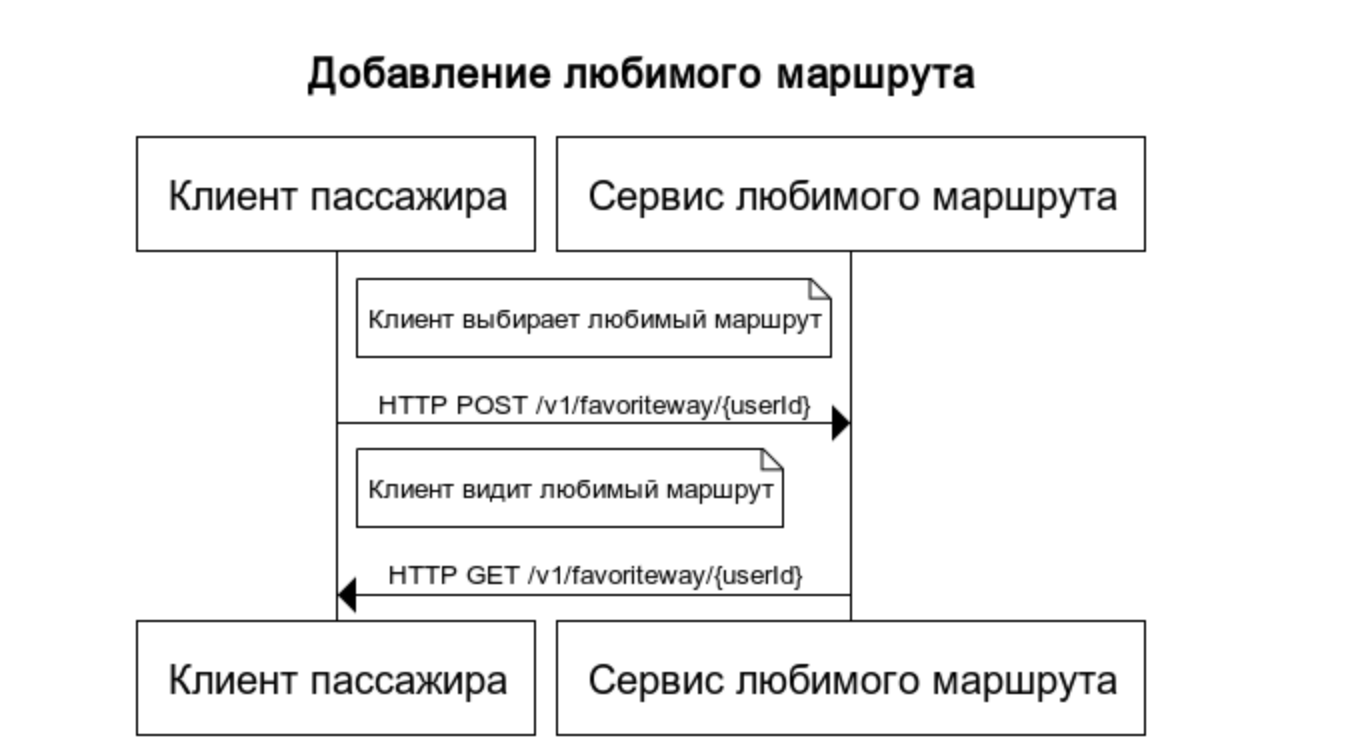 Добавление любимого маршрута
Клиент пассажира
Сервис любимого маршрута
Клиент выбирает любимый маршрут
HTTP POST /v1/favoriteway/{userId}
Клиент видит любимый маршрут
HTTP GET /v1/favoriteway/{userId}
Клиент пассажира
Сервис любимого маршрута